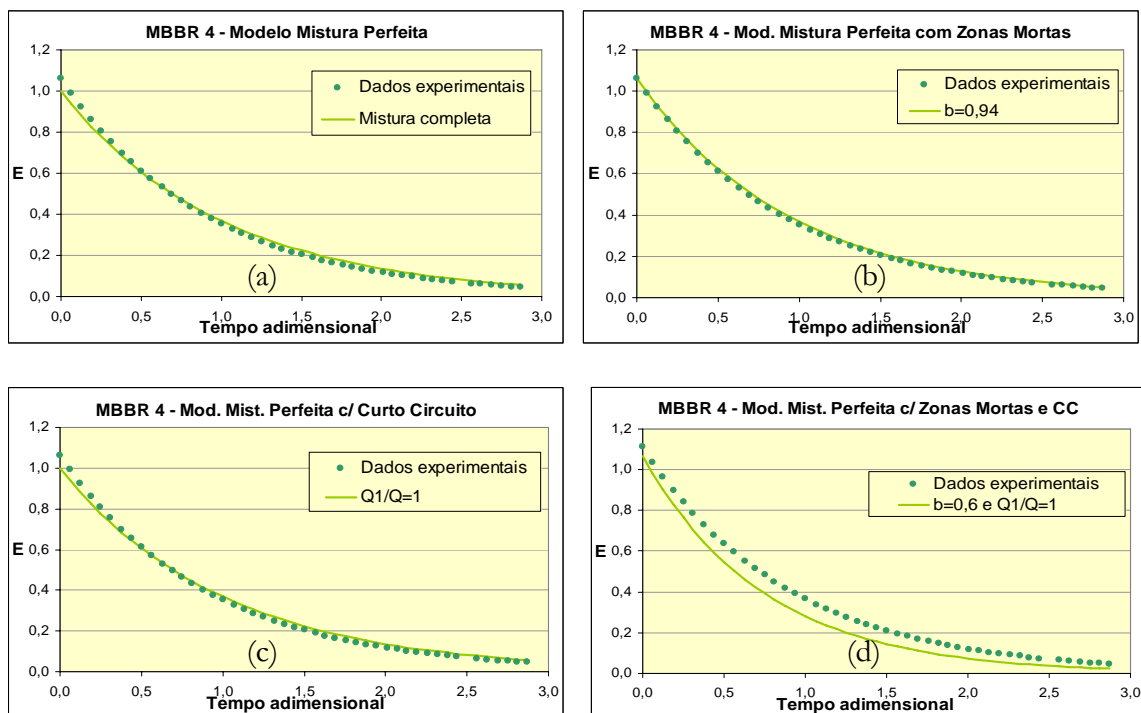 MBBR 4 - Modelo Mistura Perfeita
1,2
1,0
0,8
0,6
0,4
0,2
0,0
E
Dados experimentais
Mistura completa
(a)
0,0 0,5 1,0 1,5 2,0 2,5 3,0
Tempo adimensional
MBBR 4 - Mod. Mistura Perfeita com Zonas Mortas
1,2
1,0
0,8
0,6
0,4
0,2
0,0
E
Dados experimentais
b=0,94
(b)
0,0 0,5 1,0 1,5 2,0 2,5 3,0
Tempo adimensional
MBBR 4 - Mod. Mist. Perfeita c/ Curto Circuito
1,2
1,0
0,8
0,6
0,4
0,2
0,0
E
Dados experimentais
Q1/Q=1
(c)
0,0 0,5 1,0 1,5 2,0 2,5 3,0
Tempo adimensional
MBBR 4 - Mod. Mist. Perfeita c/ Zonas Mortas e CC
1,2
1,0
0,8
0,6
0,4
0,2
0,0
E
Dados experimentais
b=0,6 e Q1/Q=1
(d)
0,0 0,5 1,0 1,5 2,0 2,5 3,0
Tempo adimensional